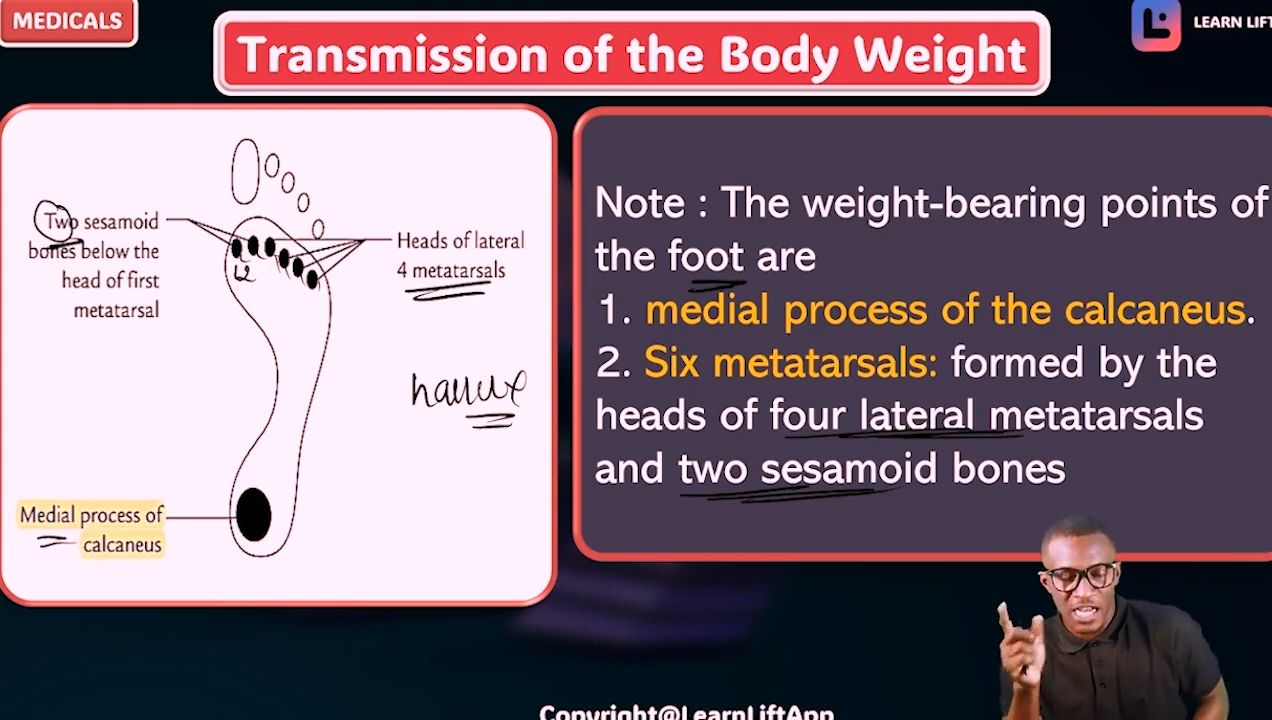 MEDICALS
Transmission of the Body Weight
LEARN LIFT
Two sesamoid
bones below the
head of first
metatarsal
Heads of lateral
4 metatarsals
Medial process of
calcaneus
Note : The weight-bearing points of
the foot are
1. medial process of the calcaneus.
2. Six metatarsals: formed by the
heads of four lateral metatarsals
and two sesamoid bones
Copyright@LearnLiftApp